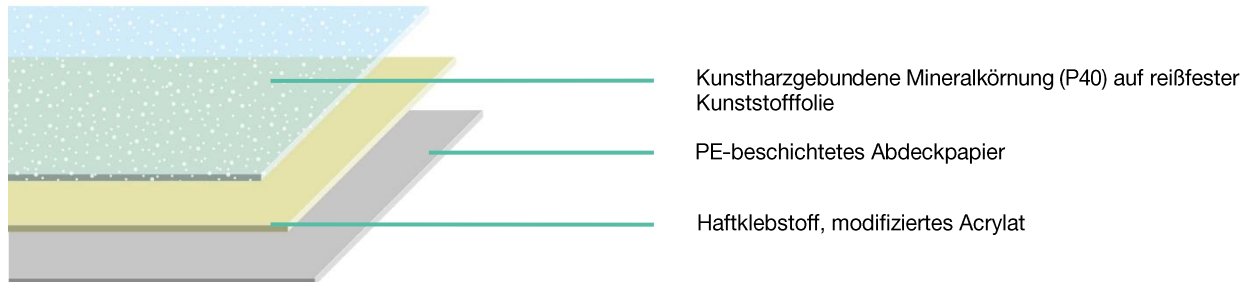 Kunstharzgebundene Mineralkörnung (P40) auf reißfester
Kunststofffolie
PE-beschichtetes Abdeckpapier
Haftklebstoff, modifiziertes Acrylat